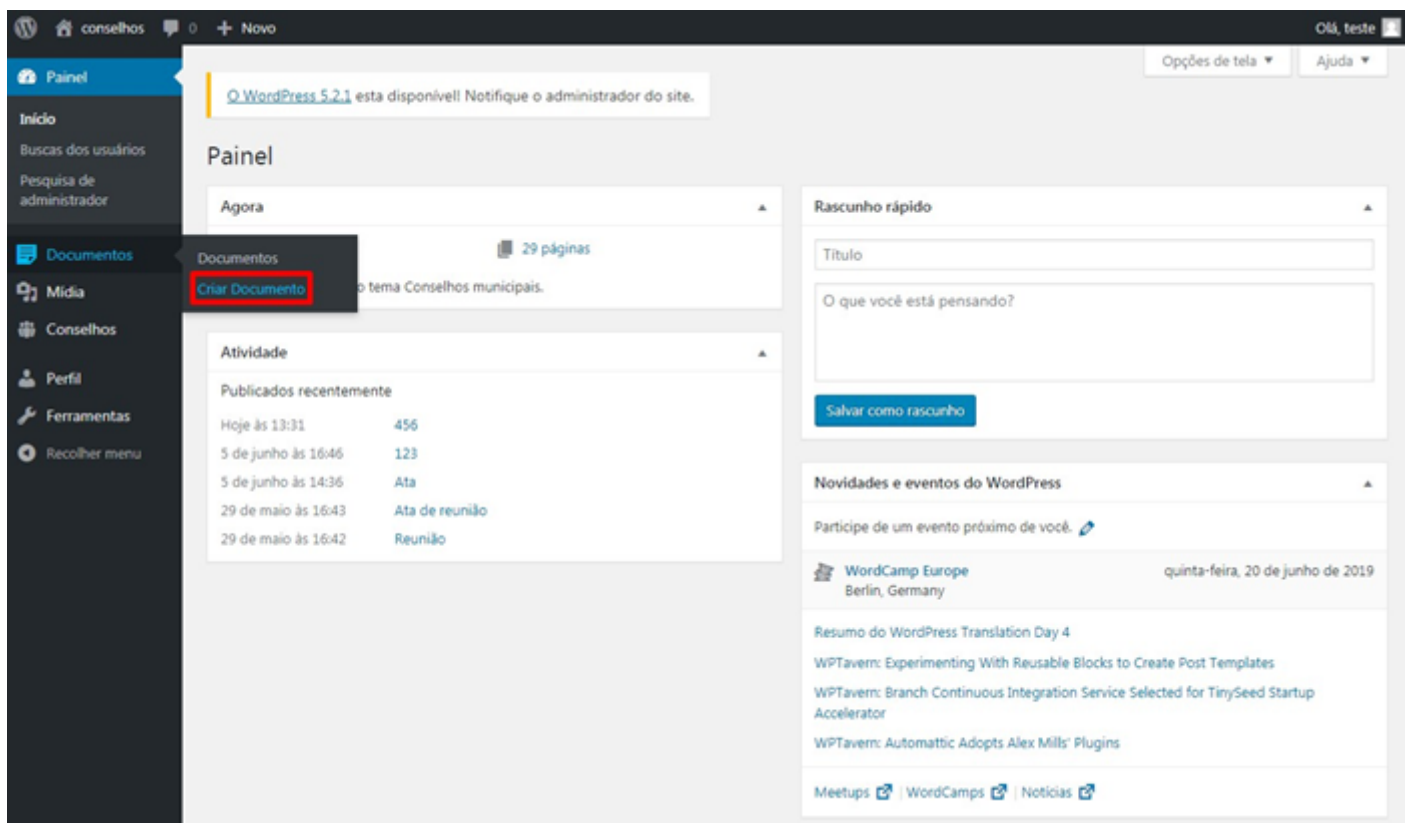 conselhos 0 + Novo
Olá, teste
Opções de tela
Ajuda
Painel
Início
Buscas dos usuários
Pesquisa de
administrador
Documentos
Mídia
Conselhos
Perfil
Ferramentas
Recolher menu
Documentos
Criar Documento
O WordPress 5.2.1 esta disponível! Notifique o administrador do site.
Painel
Agora
29 páginas
o tema Conselhos municipais.
Atividade
Publicados recentemente
Hoje às 13:31 456
5 de junho às 16:46 123
5 de junho às 14:36 Ata
29 de maio às 16:43 Ata de reunião
29 de maio às 16:42 Reunião
Rascunho rápido
Título
O que você está pensando?
Salvar como rascunho
Novidades e eventos do WordPress
Participe de um evento próximo de você.
WordCamp Europe quinta-feira, 20 de junho de 2019
Berlin, Germany
Resumo do WordPress Translation Day 4
WPTavern: Experimenting With Reusable Blocks to Create Post Templates
WPTavern: Branch Continuous Integration Service Selected for TinySeed Startup
Accelerator
WPTavern: Automattic Adopts Alex Mills' Plugins
Meetups | WordCamps | Notícias